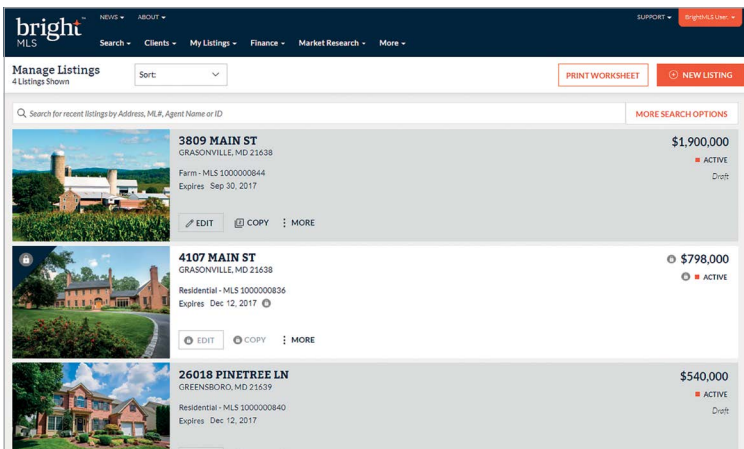 bright
MLS
NEWS ABOUT
SUPPORT BrightMLS User
Search Clients My Listings Finance Market Research More
Manage Listings
4 Listings Shown
Sort:
PRINT WORKSHEET
NEW LISTING
Search for recent listings by Address, ML#, Agent Name or ID
MORE SEARCH OPTIONS
3809 MAIN ST
GRASONVILLE, MD 21638
Farm - MLS 1000000844
Expires Sep 30, 2017
EDIT COPY MORE
$1,900,000
ACTIVE
Draft
4107 MAIN ST
GRASONVILLE, MD 21638
Residential - MLS 1000000836
Expires Dec 12, 2017
EDIT COPY MORE
$798,000
ACTIVE
26018 PINETREE LN
GREENSBORO, MD 21639
Residential - MLS 1000000840
Expires Dec 12, 2017
$540,000
ACTIVE
Draft